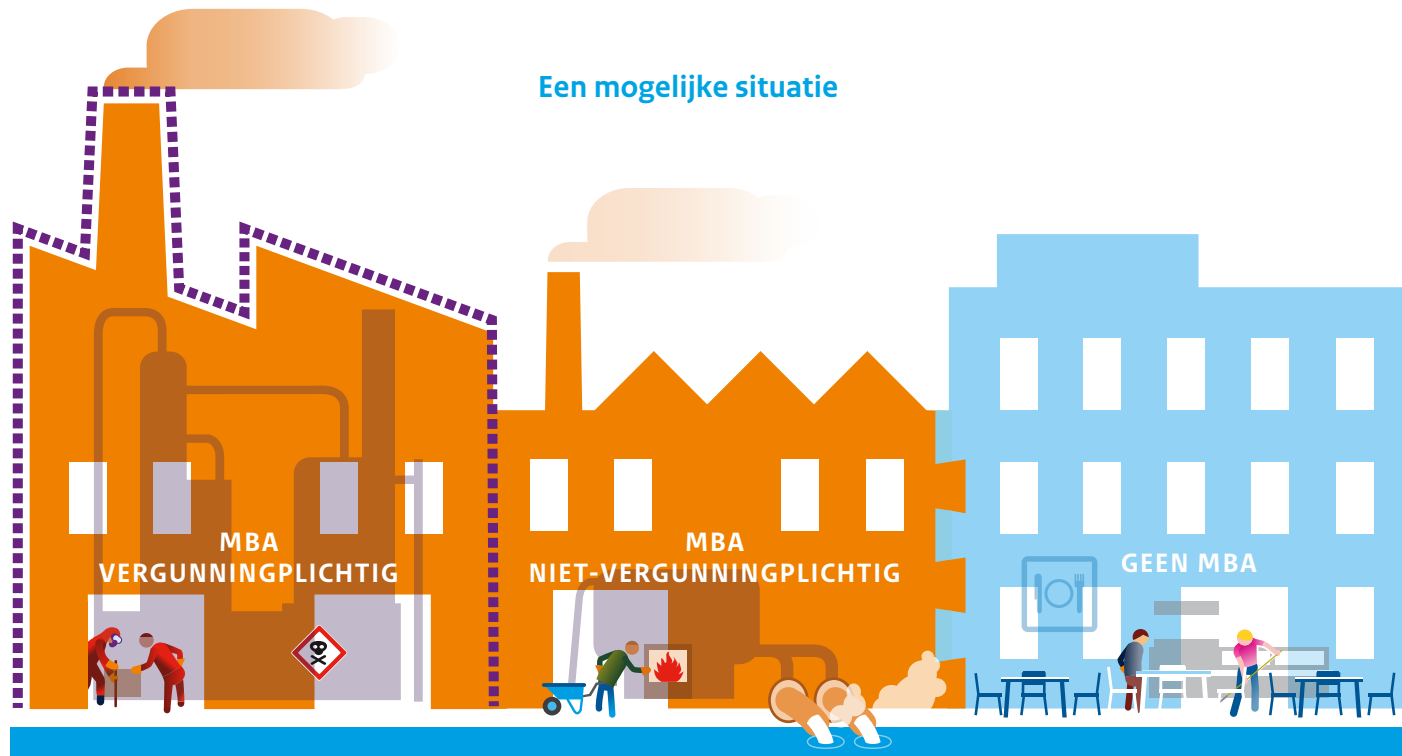 Een mogelijke situatie
MBA
VERGUNNINGPLICHTIG
MBA
NIET-VERGUNNINGPLICHTIG
GEEN MBA